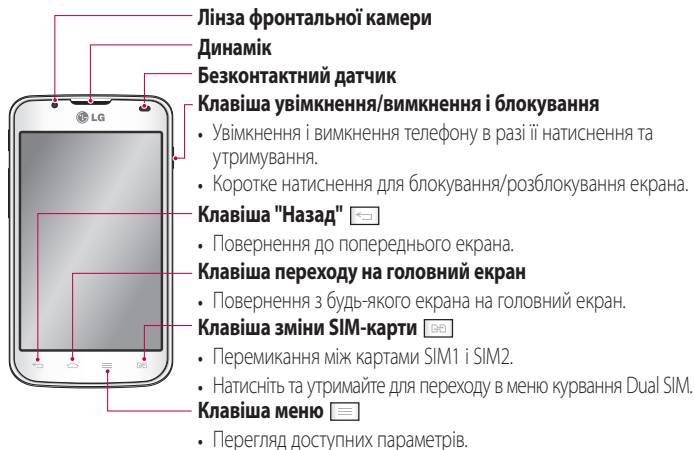 Лінза фронтальної камери
Динамік
Безконтактний датчик
Клавіша увімкнення/вимкнення і блокування
• Увімкнення і вимкнення телефону в разі її натиснення та
утримування.
• Коротке натиснення для блокування/розблокування екрана.
Клавіша "Назад"
• Повернення до попереднього екрана.
Клавіша переходу на головний екран
• Повернення з будь-якого екрана на головний екран.
Клавіша зміни SIM-карти
• Перемикання між картами SIM1 і SIM2.
• Натисніть та утримайте для переходу в меню курвання Dual SIM.
Клавіша меню
• Перегляд доступних параметрів.
LG